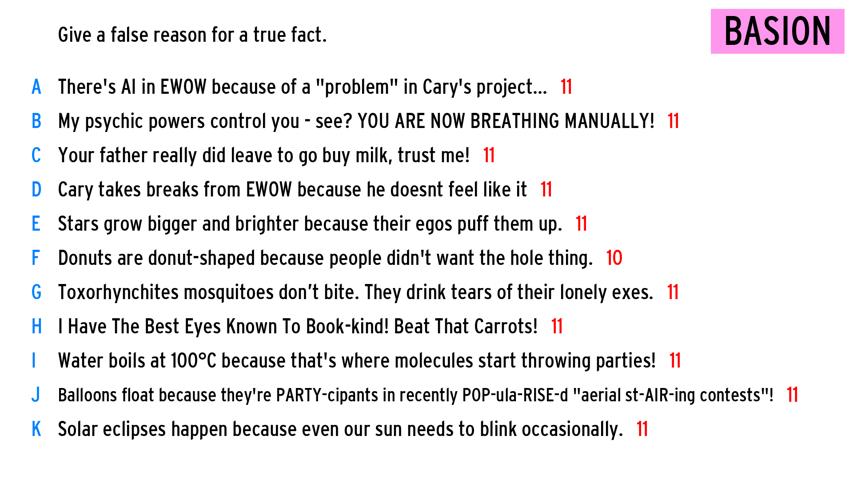 Give a false reason for a true fact.
BASION
A There's AI in EWOW because of a "problem" in Cary's project... 11
B My psychic powers control you - see? YOU ARE NOW BREATHING MANUALLY! 11
C Your father really did leave to go buy milk, trust me! 11
D Cary takes breaks from EWOW because he doesnt feel like it 11
E Stars grow bigger and brighter because their egos puff them up. 11
F Donuts are donut-shaped because people didn't want the hole thing. 10
G Toxorhynchites mosquitoes don’t bite. They drink tears of their lonely exes. 11
H I Have The Best Eyes Known To Book-kind! Beat That Carrots! 11
I Water boils at 100°C because that's where molecules start throwing parties! 11
J Balloons float because they're PARTY-cipants in recently POP-ula-RISE-d "aerial st-AIR-ing contests"! 11
K Solar eclipses happen because even our sun needs to blink occasionally. 11